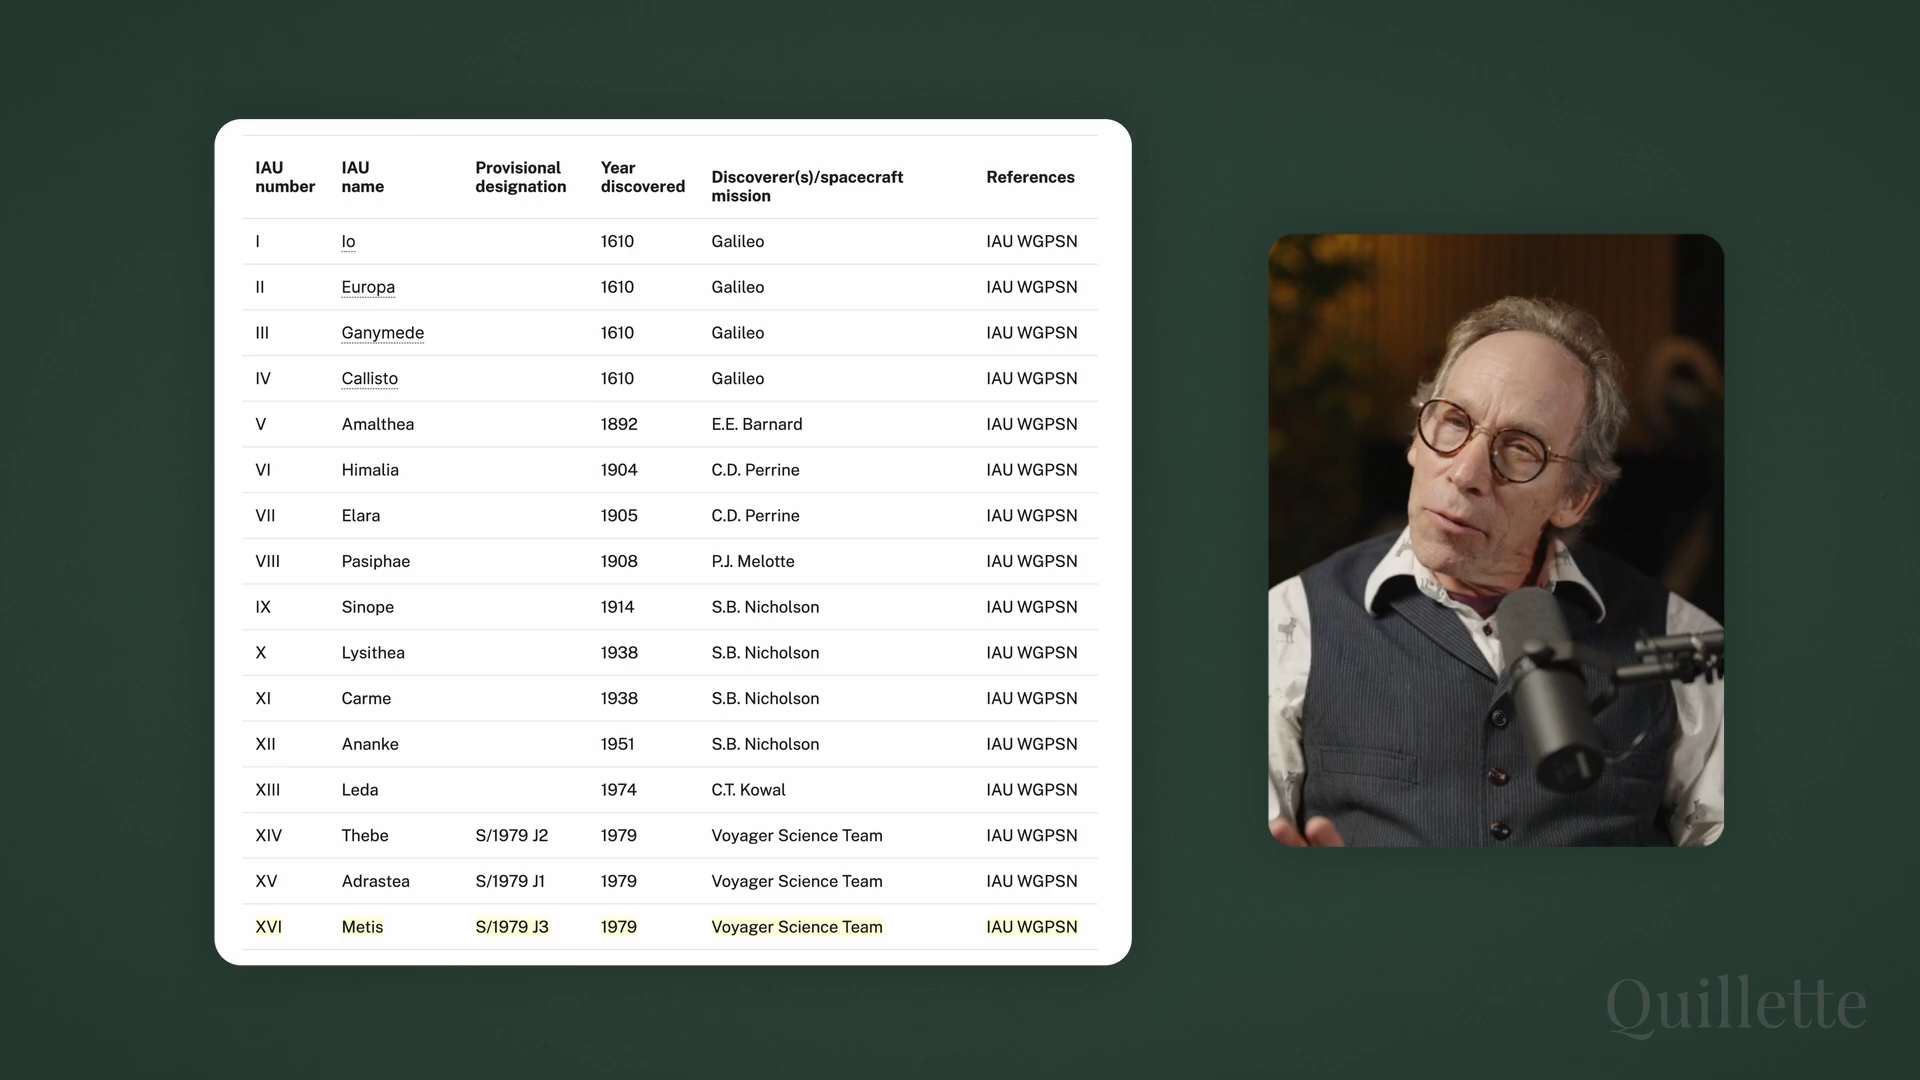 IAU number IAU name Provisional designation Year discovered Discoverer(s)/spacecraft mission References
I Io 1610 Galileo IAU WGPSN
II Europa 1610 Galileo IAU WGPSN
III Ganymede 1610 Galileo IAU WGPSN
IV Callisto 1610 Galileo IAU WGPSN
V Amalthea 1892 E.E. Barnard IAU WGPSN
VI Himalia 1904 C.D. Perrine IAU WGPSN
VII Elara 1905 C.D. Perrine IAU WGPSN
VIII Pasiphae 1908 P.J. Melotte IAU WGPSN
IX Sinope 1914 S.B. Nicholson IAU WGPSN
X Lysithea 1938 S.B. Nicholson IAU WGPSN
XI Carme 1938 S.B. Nicholson IAU WGPSN
XII Ananke 1951 S.B. Nicholson IAU WGPSN
XIII Leda 1974 C.T. Kowal IAU WGPSN
XIV Thebe S/1979 J2 1979 Voyager Science Team IAU WGPSN
XV Adrastea S/1979 J1 1979 Voyager Science Team IAU WGPSN
XVI Metis S/1979 J3 1979 Voyager Science Team IAU WGPSN
Quillette